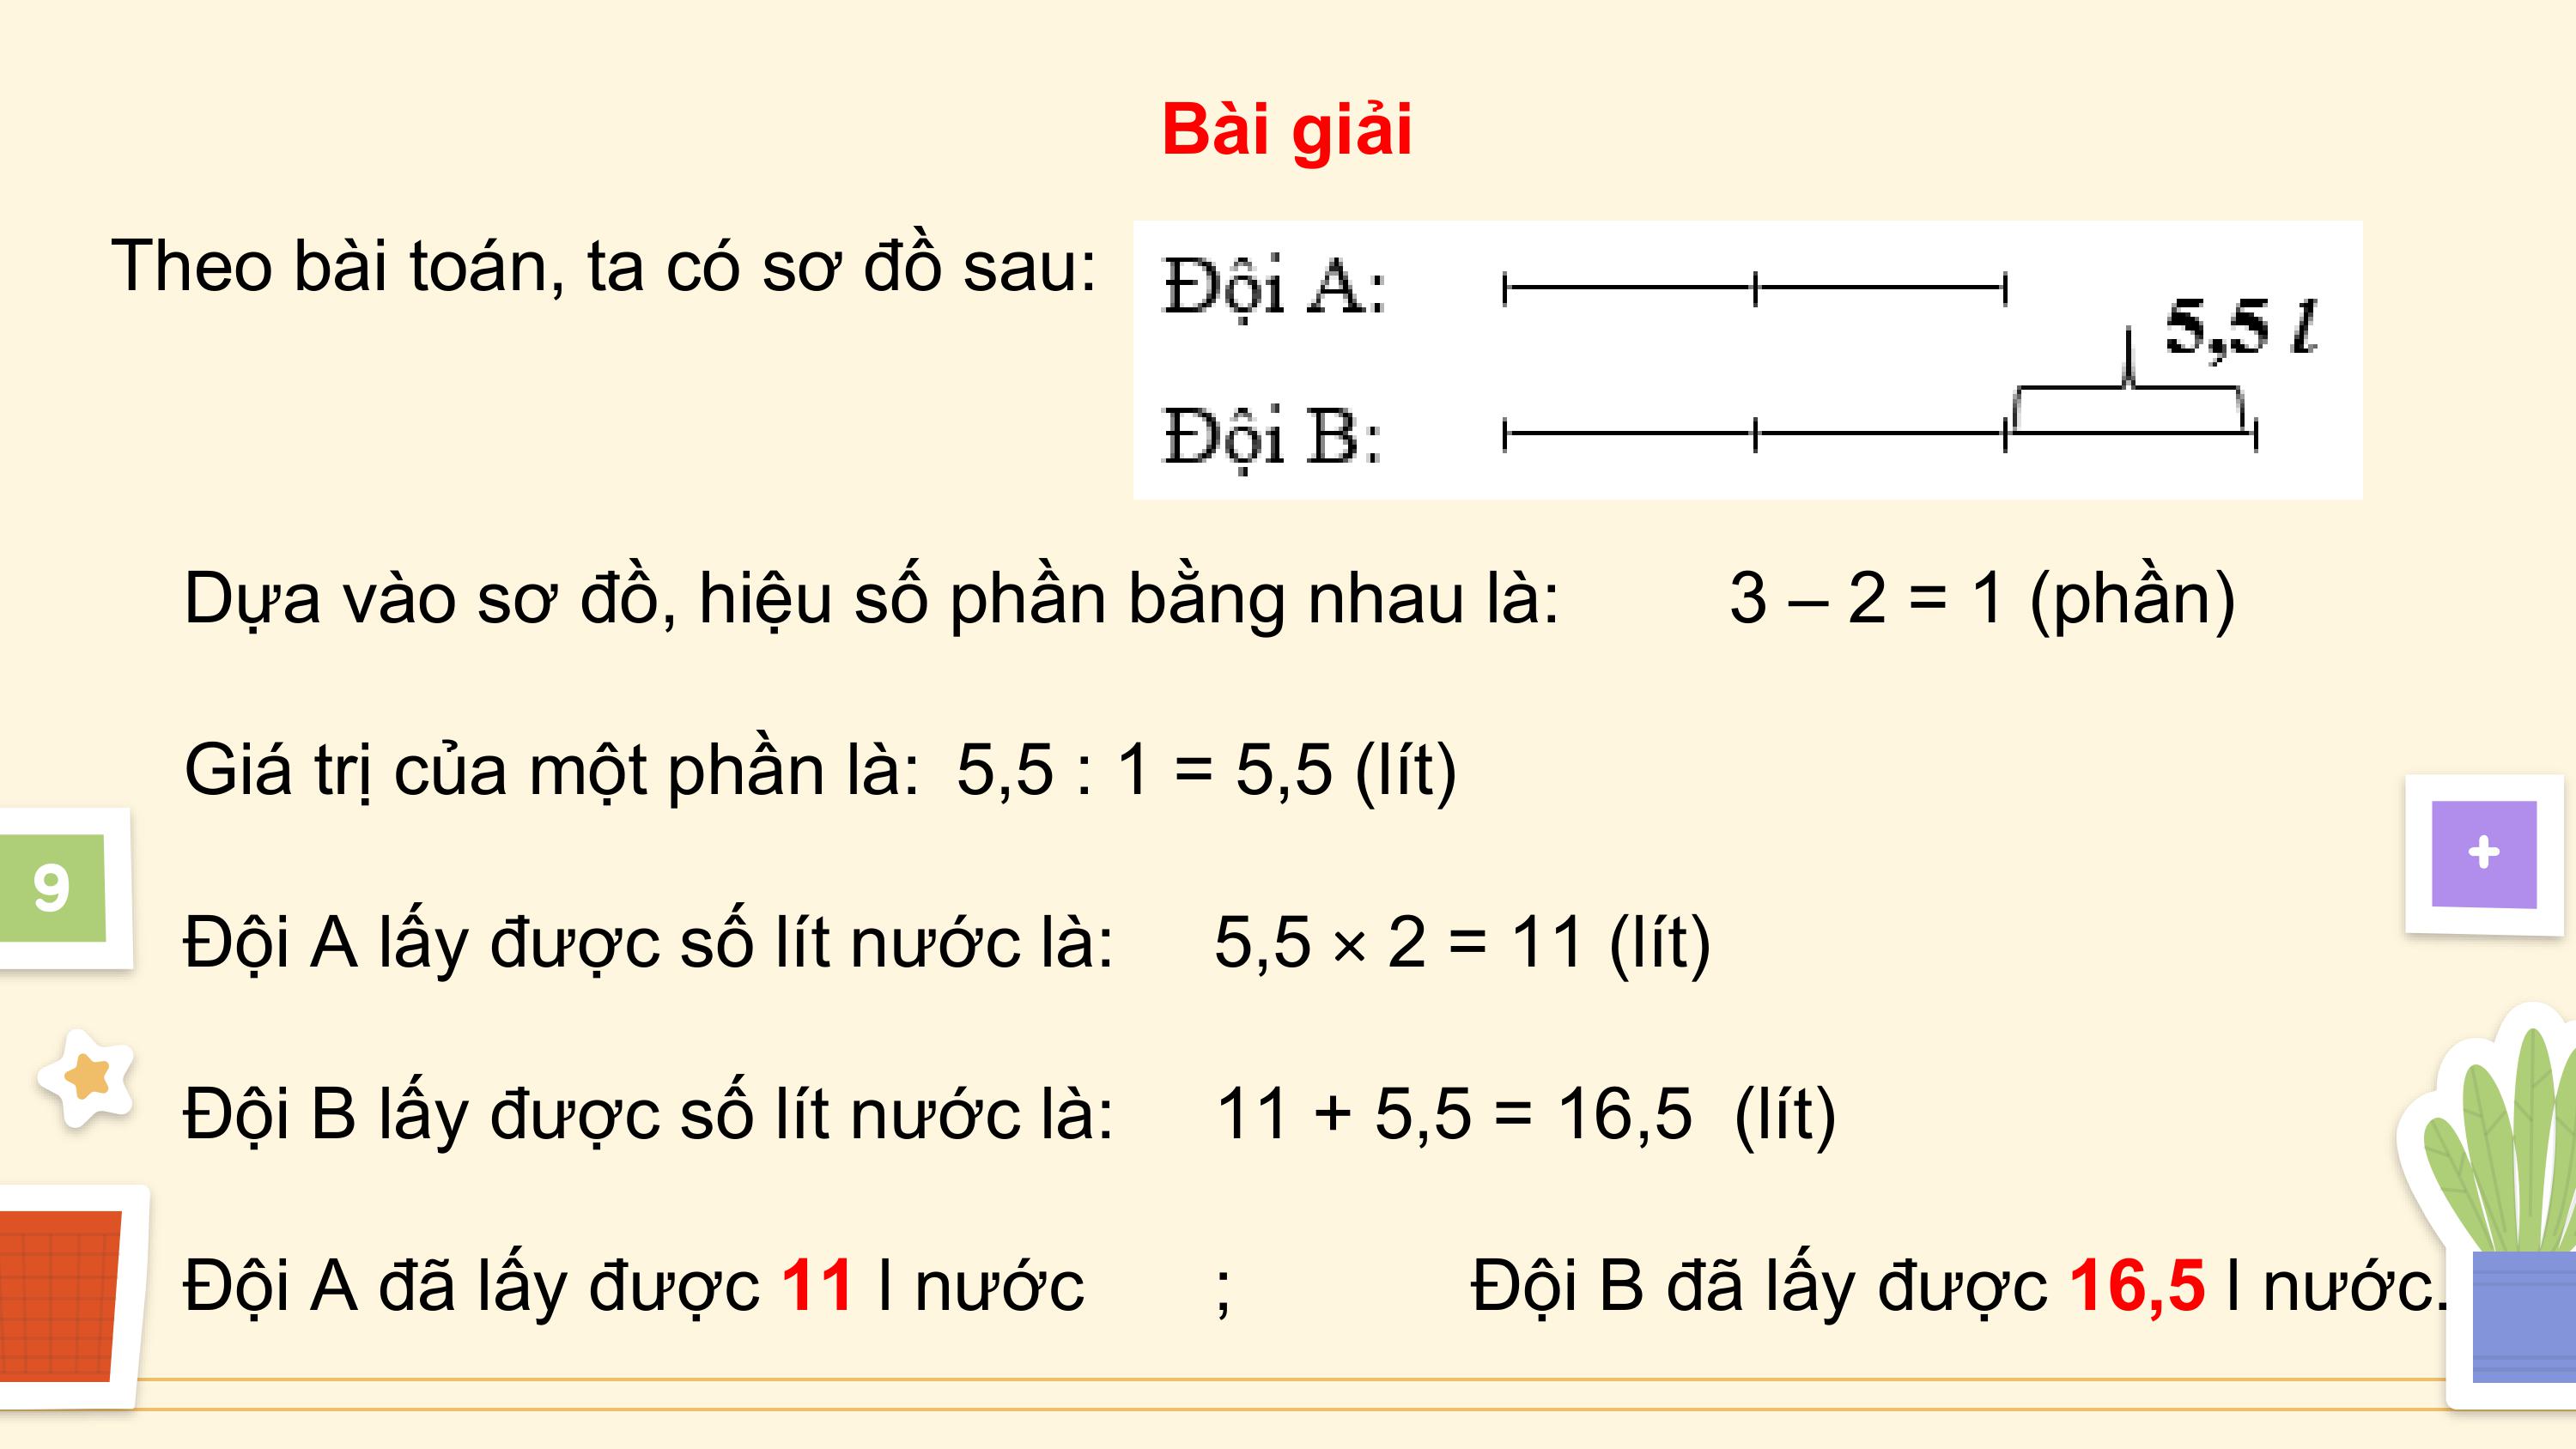 Bài giải
Theo bài toán, ta có sơ đồ sau:
Đội A:
5,5 l
Đội B:
Dựa vào sơ đồ, hiệu số phần bằng nhau là: 3 – 2 = 1 (phần)
Giá trị của một phần là: 5,5 : 1 = 5,5 (lít)
9
+
Đội A lấy được số lít nước là: 5,5 × 2 = 11 (lít)
Đội B lấy được số lít nước là: 11 + 5,5 = 16,5 (lít)
Đội A đã lấy được 11 l nước ; Đội B đã lấy được 16,5 l nước.